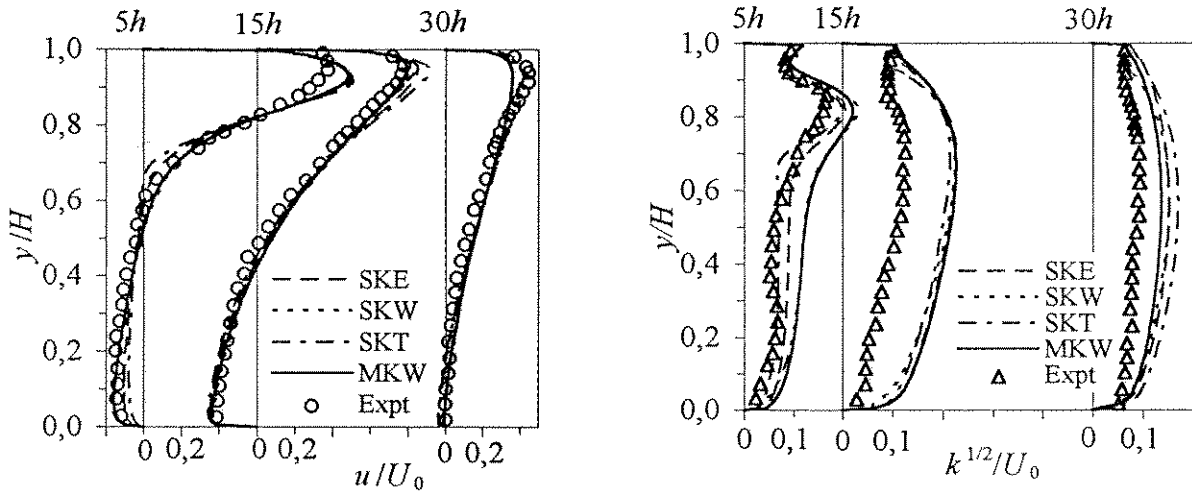 5h 15h 30h
1,0
0,8
0,6
0,4
0,2
0,0
y/H
SKE
SKW
SKT
MKW
Expt
0 0,2 0 0,2 0 0,2
u/U₀
5h 15h 30h
1,0
0,8
0,6
0,4
0,2
0,0
y/H
SKE
SKW
SKT
MKW
Expt
0 0,1 0 0,1 0 0,1
k^{1/2}/U₀